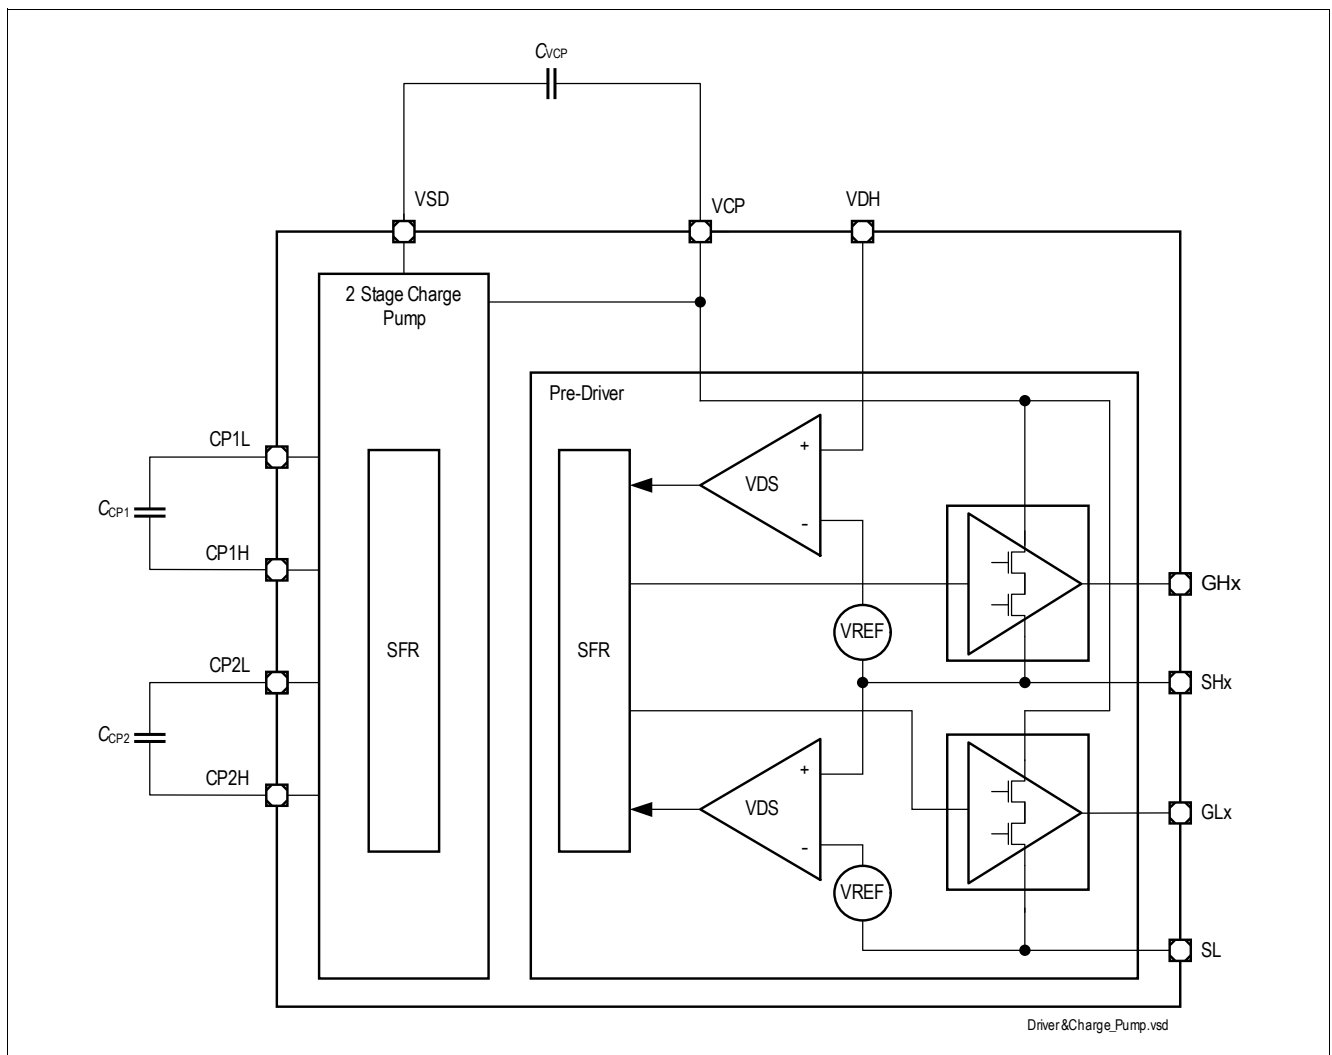 CVCP
VSD
VCP
VDH
2 Stage Charge
Pump
Pre-Driver
CP1L
+
VDS
CCP1
-
CP1H
GHx
VREF
SFR
SFR
CP2L
SHx
CCP2
+
CP2H
VDS
GLx
-
VREF
SL
Driver&Charge_Pump.vsd